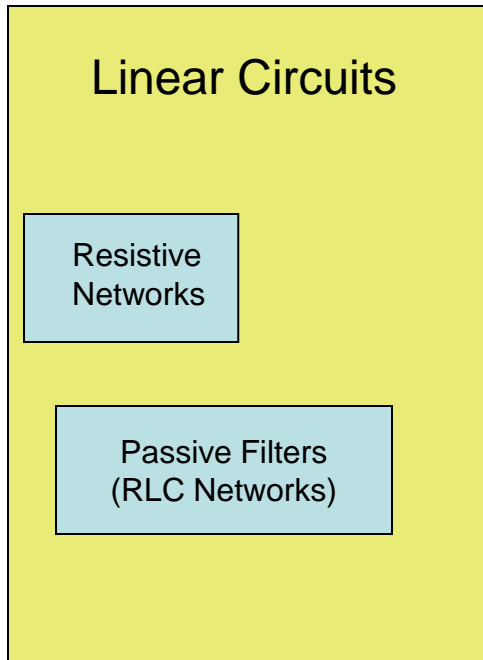 Linear Circuits
Resistive
Networks
Passive Filters
(RLC Networks)